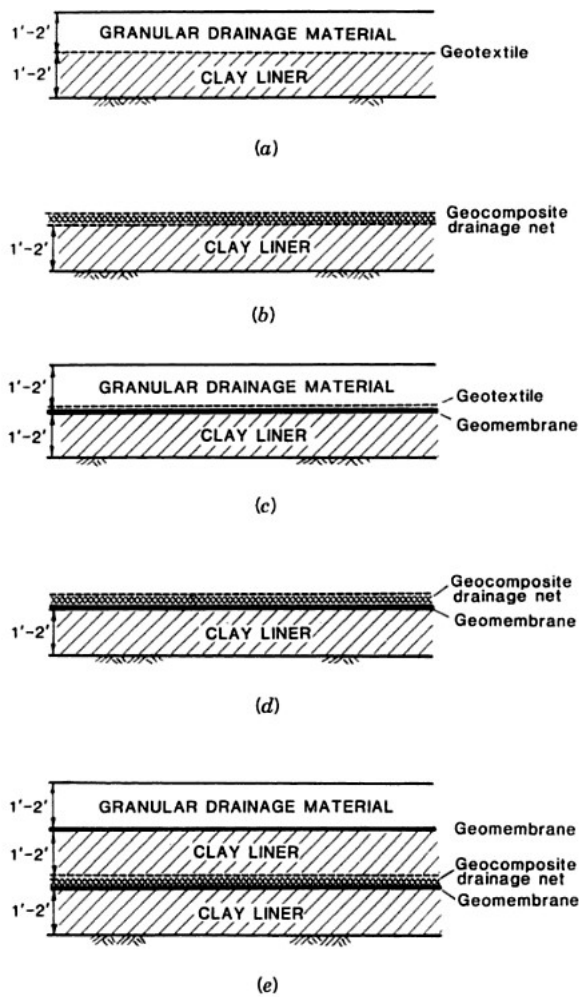 1'-2' GRANULAR DRAINAGE MATERIAL
Geotextile
1'-2' CLAY LINER
(a)
Geocomposite
drainage net
1'-2' CLAY LINER
(b)
1'-2' GRANULAR DRAINAGE MATERIAL
Geotextile
Geomembrane
1'-2' CLAY LINER
(c)
Geocomposite
drainage net
Geomembrane
1'-2' CLAY LINER
(d)
1'-2' GRANULAR DRAINAGE MATERIAL
Geomembrane
1'-2' CLAY LINER
Geocomposite
drainage net
Geomembrane
1'-2' CLAY LINER
(e)